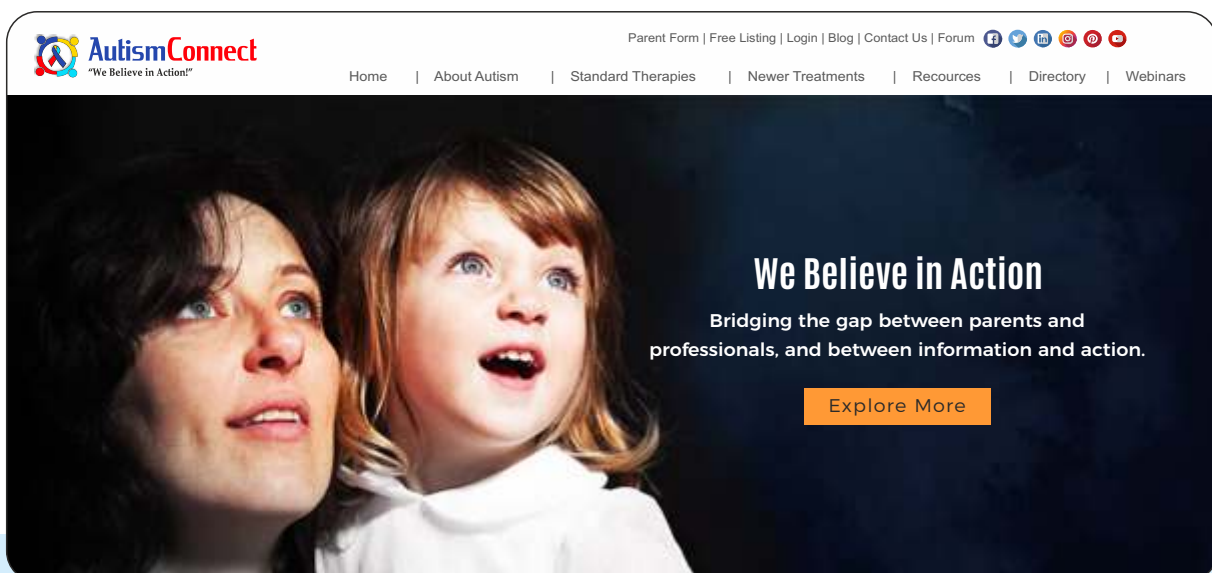 Parent Form | Free Listing | Login | Blog | Contact Us | Forum
AutismConnect
"We Believe in Action!"
Home | About Autism | Standard Therapies | Newer Treatments | Recources | Directory | Webinars
We Believe in Action
Bridging the gap between parents and
professionals, and between information and action.
Explore More